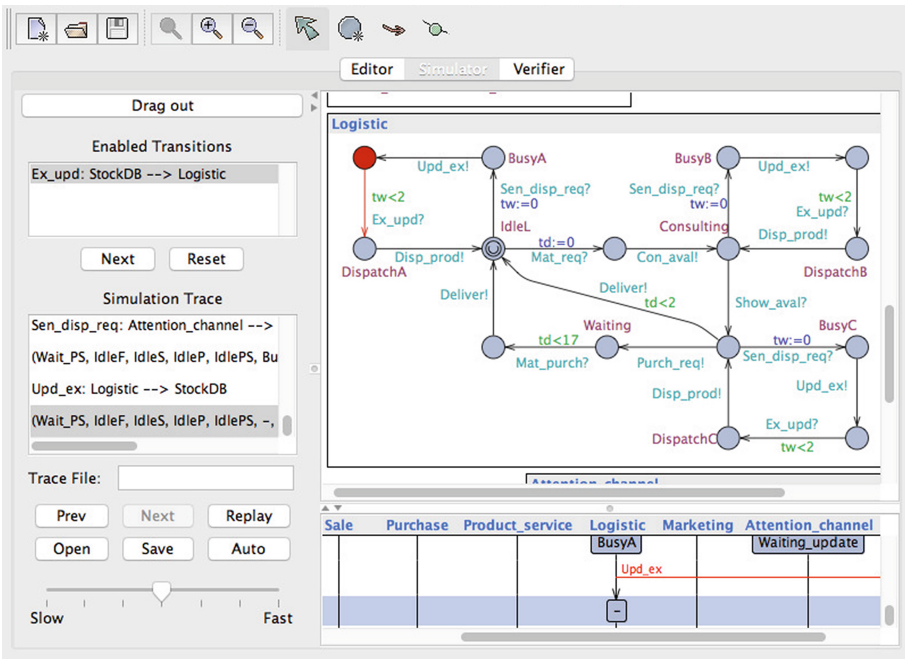 Editor Simulator Verifier
Drag out
Enabled Transitions
Ex_upd: StockDB --> Logistic
Next Reset
Simulation Trace
Sen_disp_req: Attention_channel -->
(Wait_PS, IdleF, IdleS, IdleP, IdlePS, Bu
Upd_ex: Logistic --> StockDB
(Wait_PS, IdleF, IdleS, IdleP, IdlePS, -,
Trace File:
Prev Next Replay
Open Save Auto
Slow Fast
Logistic
BusyA
Upd_ex!
BusyB
Upd_ex!
tw<2
Ex_upd?
Sen_disp_req?
tw:=0
IdleL
Sen_disp_req?
tw:=0
Consulting
tw<2
Ex_upd?
Disp_prod!
DispatchA
Disp_prod!
td:=0
Mat_req?
Con_aval!
DispatchB
Deliver!
Deliver!
td<2
Show_aval?
Waiting
BusyC
td<17
Mat_purch?
Purch_req!
tw:=0
Sen_disp_req?
Disp_prod!
Upd_ex!
DispatchC
Ex_upd?
tw<2
Attention_channel
Sale Purchase Product_service Logistic Marketing Attention_channel
BusyA Waiting_update
Upd_ex
-